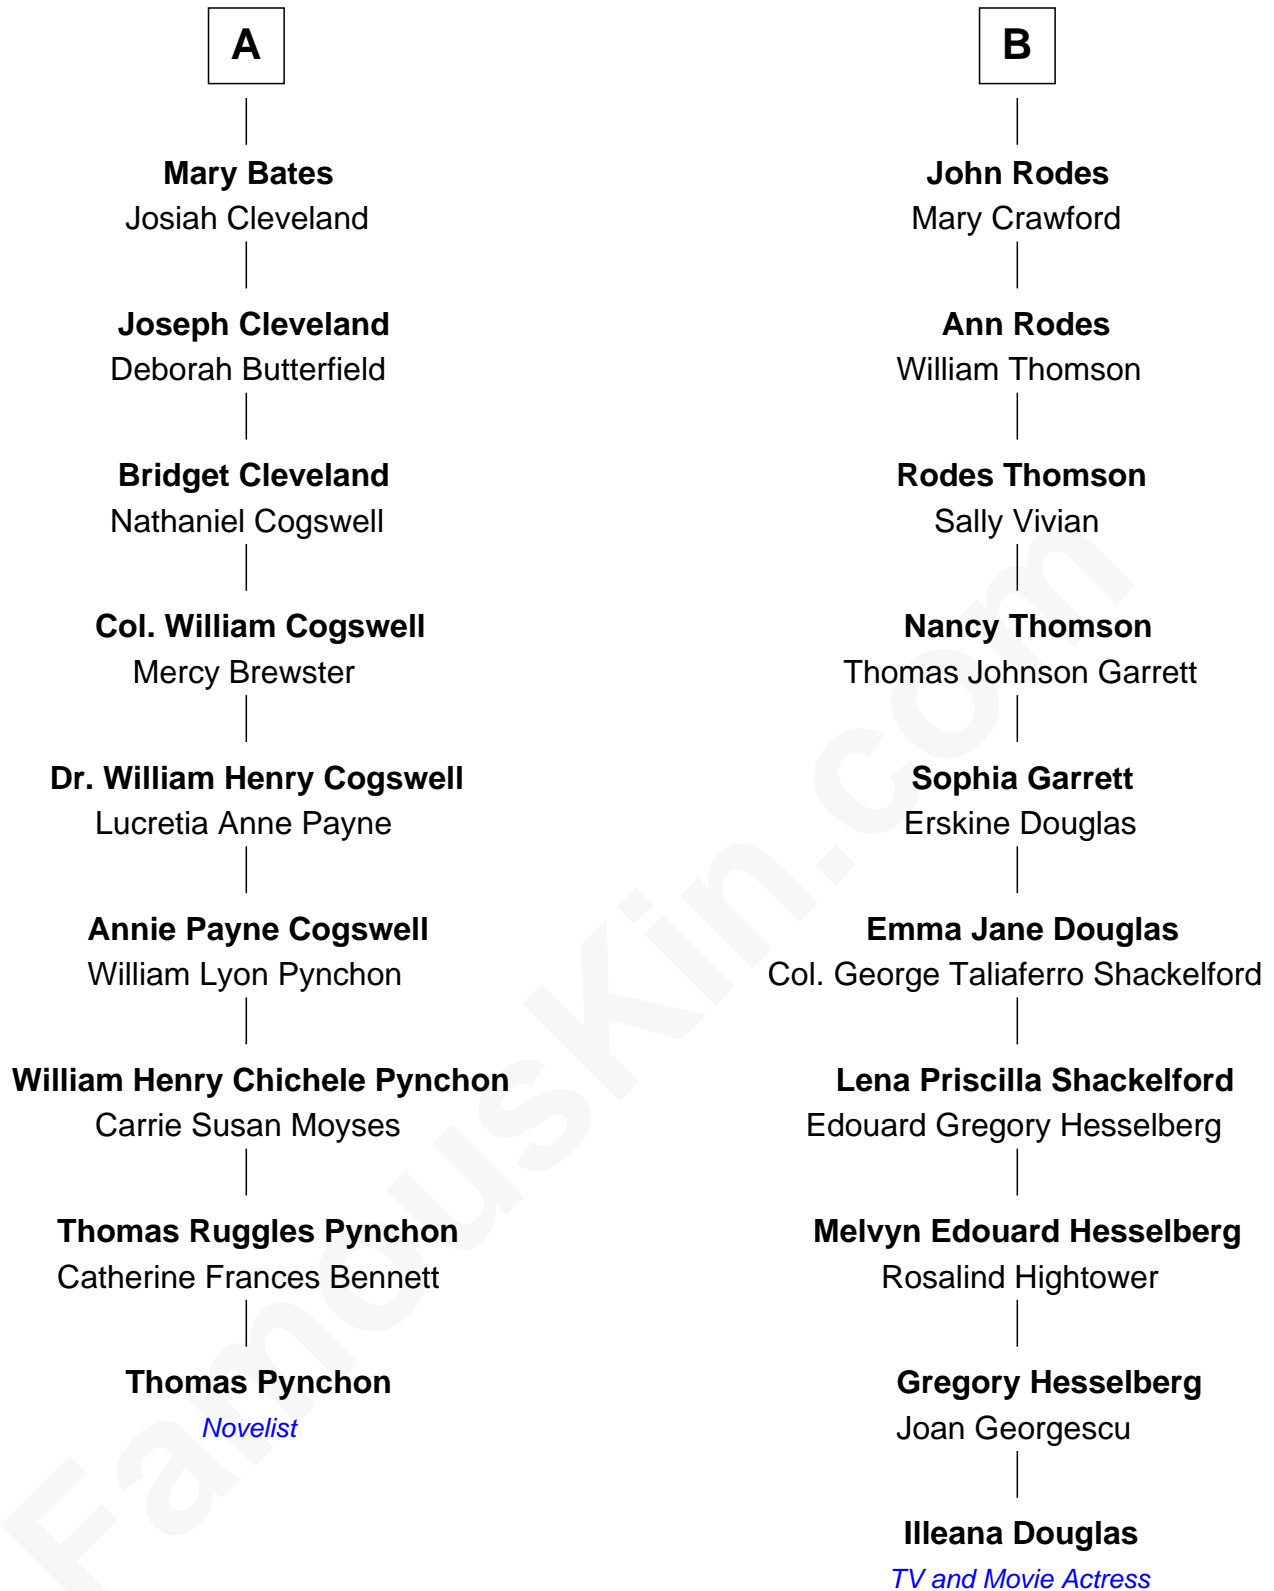 A
Mary Bates
Josiah Cleveland
Joseph Cleveland
Deborah Butterfield
Bridget Cleveland
Nathaniel Cogswell
Col. William Cogswell
Mercy Brewster
Dr. William Henry Cogswell
Lucretia Anne Payne
Annie Payne Cogswell
William Lyon Pynchon
William Henry Chichele Pynchon
Carrie Susan Moyses
Thomas Ruggles Pynchon
Catherine Frances Bennett
Thomas Pynchon
Novelist
B
John Rodes
Mary Crawford
Ann Rodes
William Thomson
Rodes Thomson
Sally Vivian
Nancy Thomson
Thomas Johnson Garrett
Sophia Garrett
Erskine Douglas
Emma Jane Douglas
Col. George Taliaferro Shackelford
Lena Priscilla Shackelford
Edouard Gregory Hesselberg
Melvyn Edouard Hesselberg
Rosalind Hightower
Gregory Hesselberg
Joan Georgescu
Illeana Douglas
TV and Movie Actress
FamousKin.com